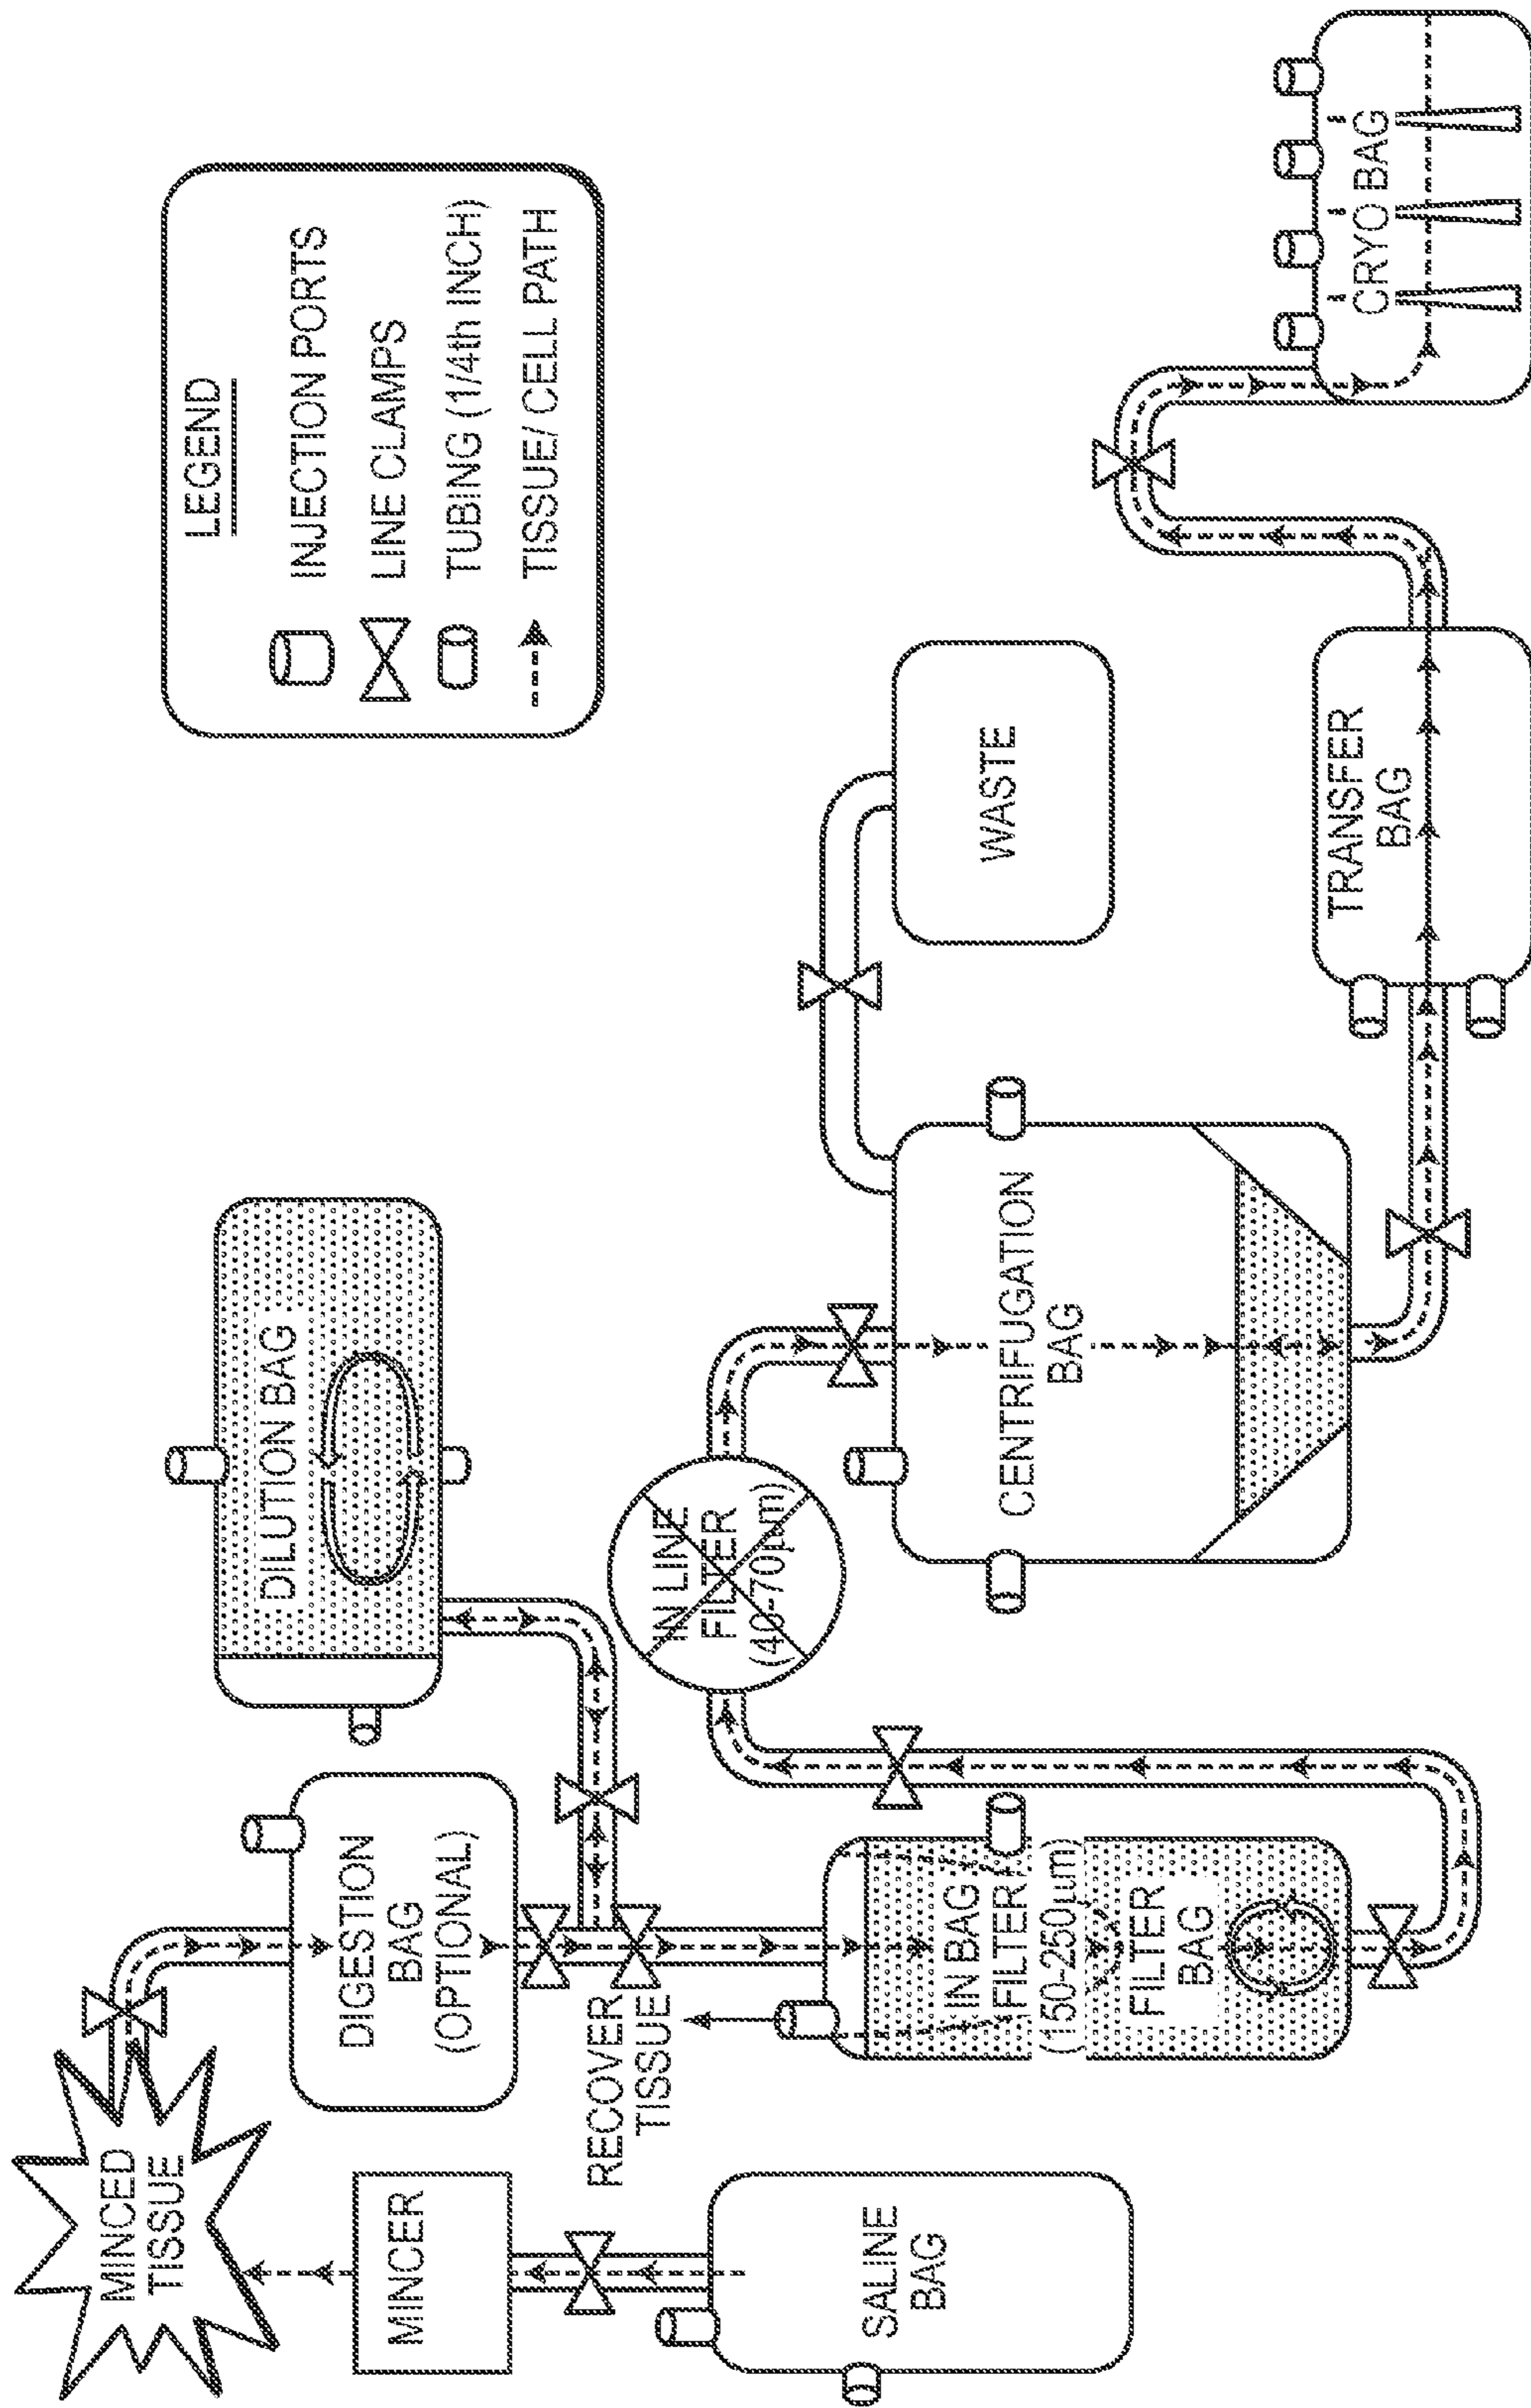 MINCED
TISSUE
MINCER
SALINE
BAG
DIGESTION
BAG
(OPTIONAL)
RECOVER
TISSUE
DILUTION BAG
IN BAG
FILTER
(150-250µm)
FILTER
BAG
IN LINE
FILTER
(40-70µm)
CENTRIFUGATION
BAG
WASTE
TRANSFER
BAG
CRYO BAG
LEGEND
INJECTION PORTS
LINE CLAMPS
TUBING (1/4th INCH)
TISSUE/ CELL PATH